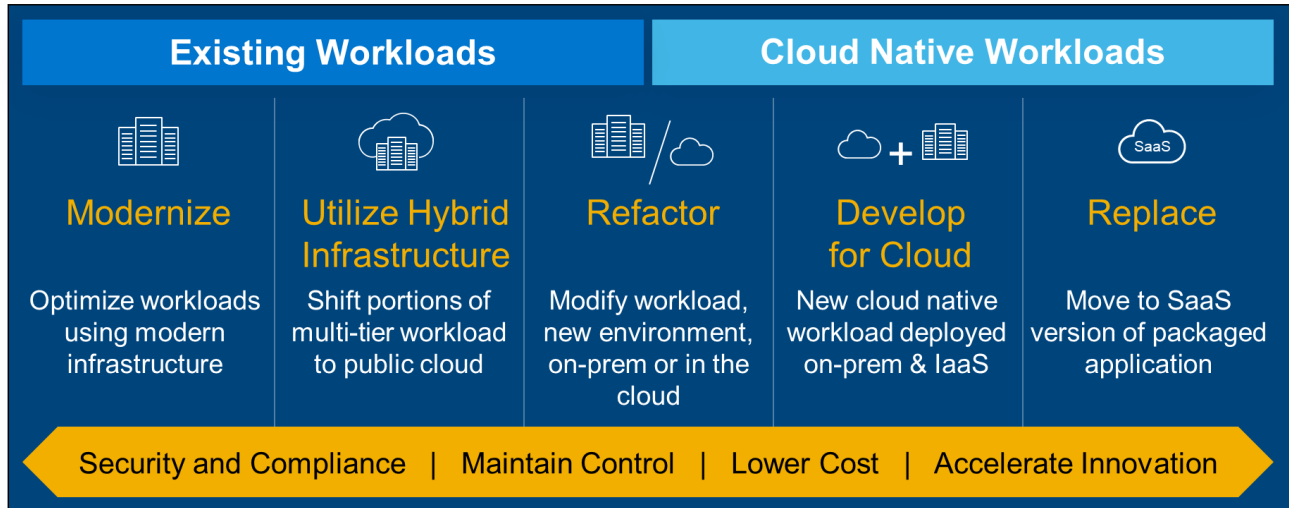 Existing Workloads
Cloud Native Workloads
Modernize
Optimize workloads
using modern
infrastructure
Utilize Hybrid
Infrastructure
Shift portions of
multi-tier workload
to public cloud
Refactor
Modify workload,
new environment,
on-prem or in the
cloud
Develop
for Cloud
New cloud native
workload deployed
on-prem & IaaS
SaaS
Replace
Move to SaaS
version of packaged
application
Security and Compliance | Maintain Control | Lower Cost | Accelerate Innovation